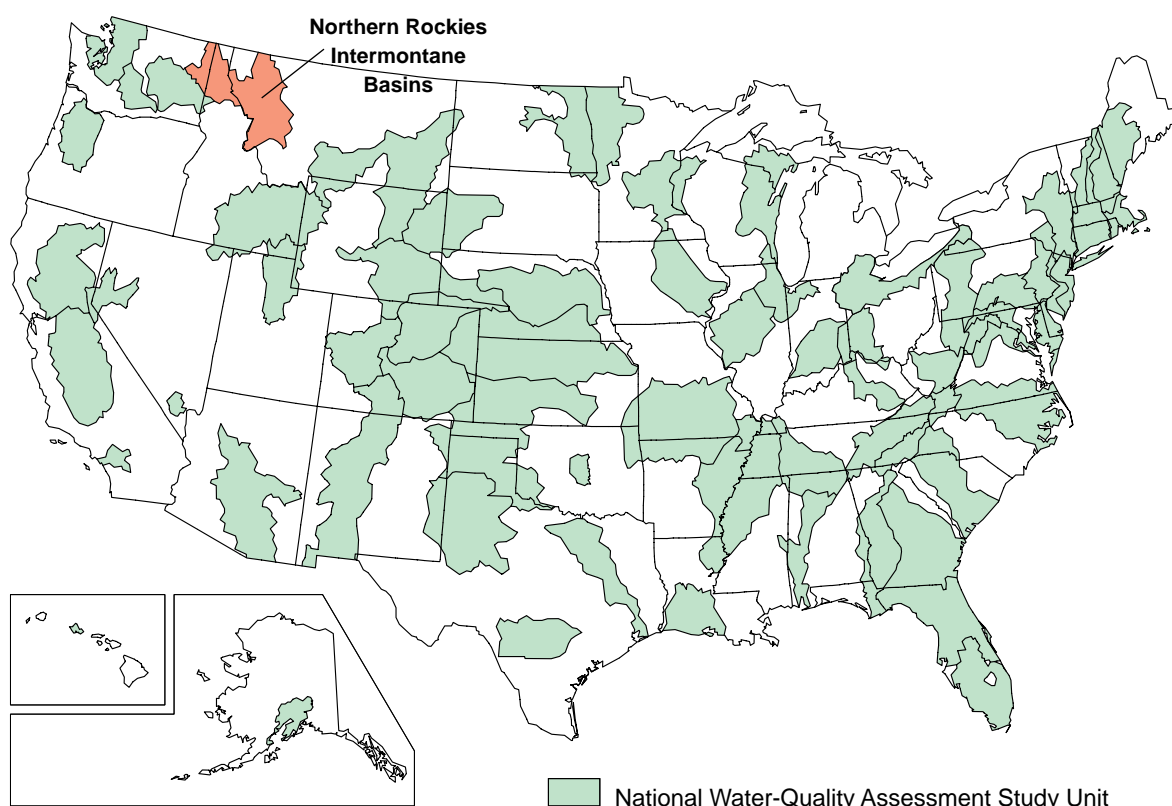 Northern Rockies
Intermontane
Basins
National Water-Quality Assessment Study Unit